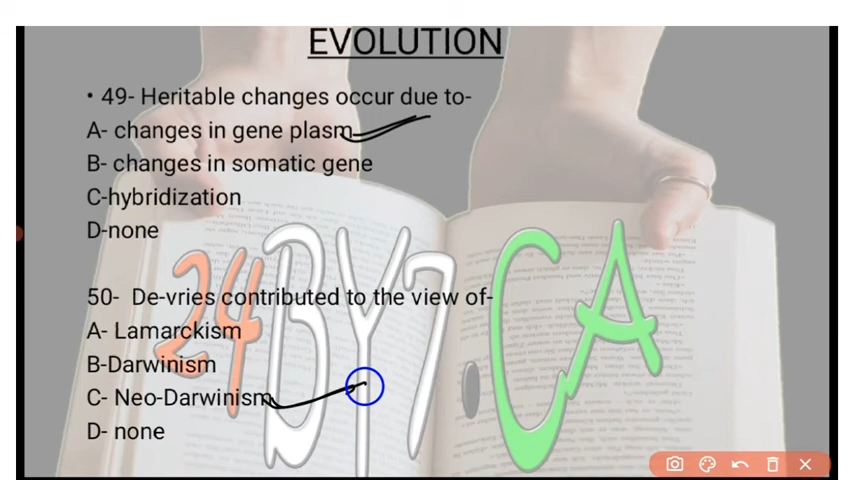 EVOLUTION
• 49- Heritable changes occur due to-
A- changes in gene plasm
B- changes in somatic gene
C-hybridization
D-none
50- De-vries contributed to the view of-
A- Lamarckism
B-Darwinism
C- Neo-Darwinism
D- none
24BY7.CA